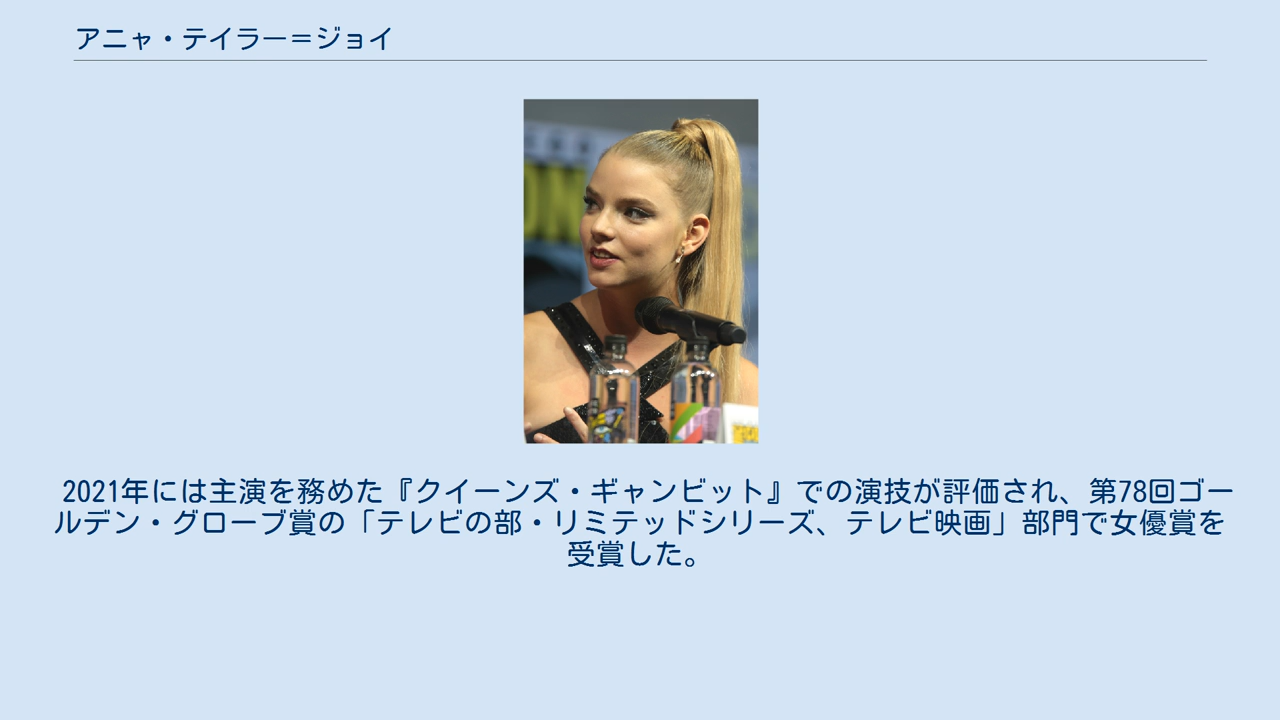 アニャ・テイラー＝ジョイ
2021年には主演を務めた『クイーンズ・ギャンビット』での演技が評価され、第78回ゴー
ルデン・グローブ賞の「テレビの部・リミテッドシリーズ、テレビ映画」部門で女優賞を
受賞した。